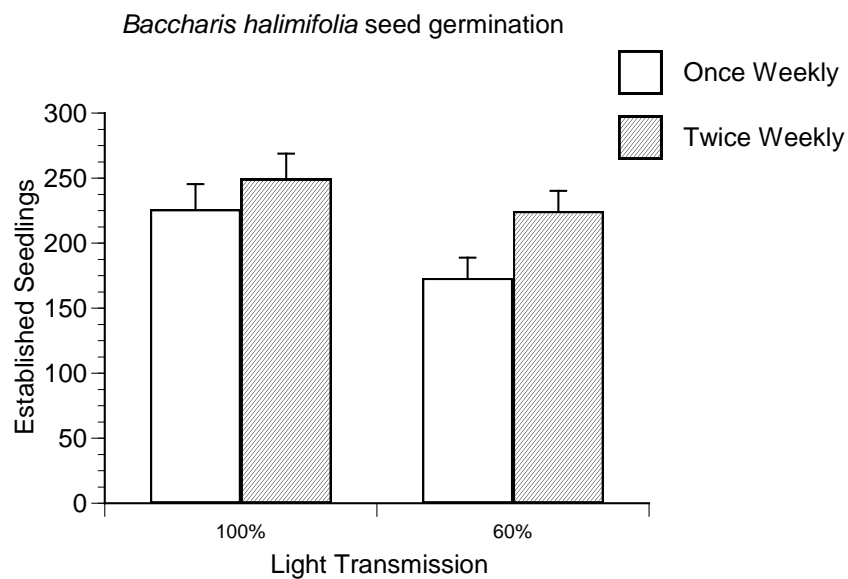 Baccharis halimifolia seed germination
Once Weekly
Twice Weekly
Established Seedlings
300
250
200
150
100
50
0
100%
60%
Light Transmission